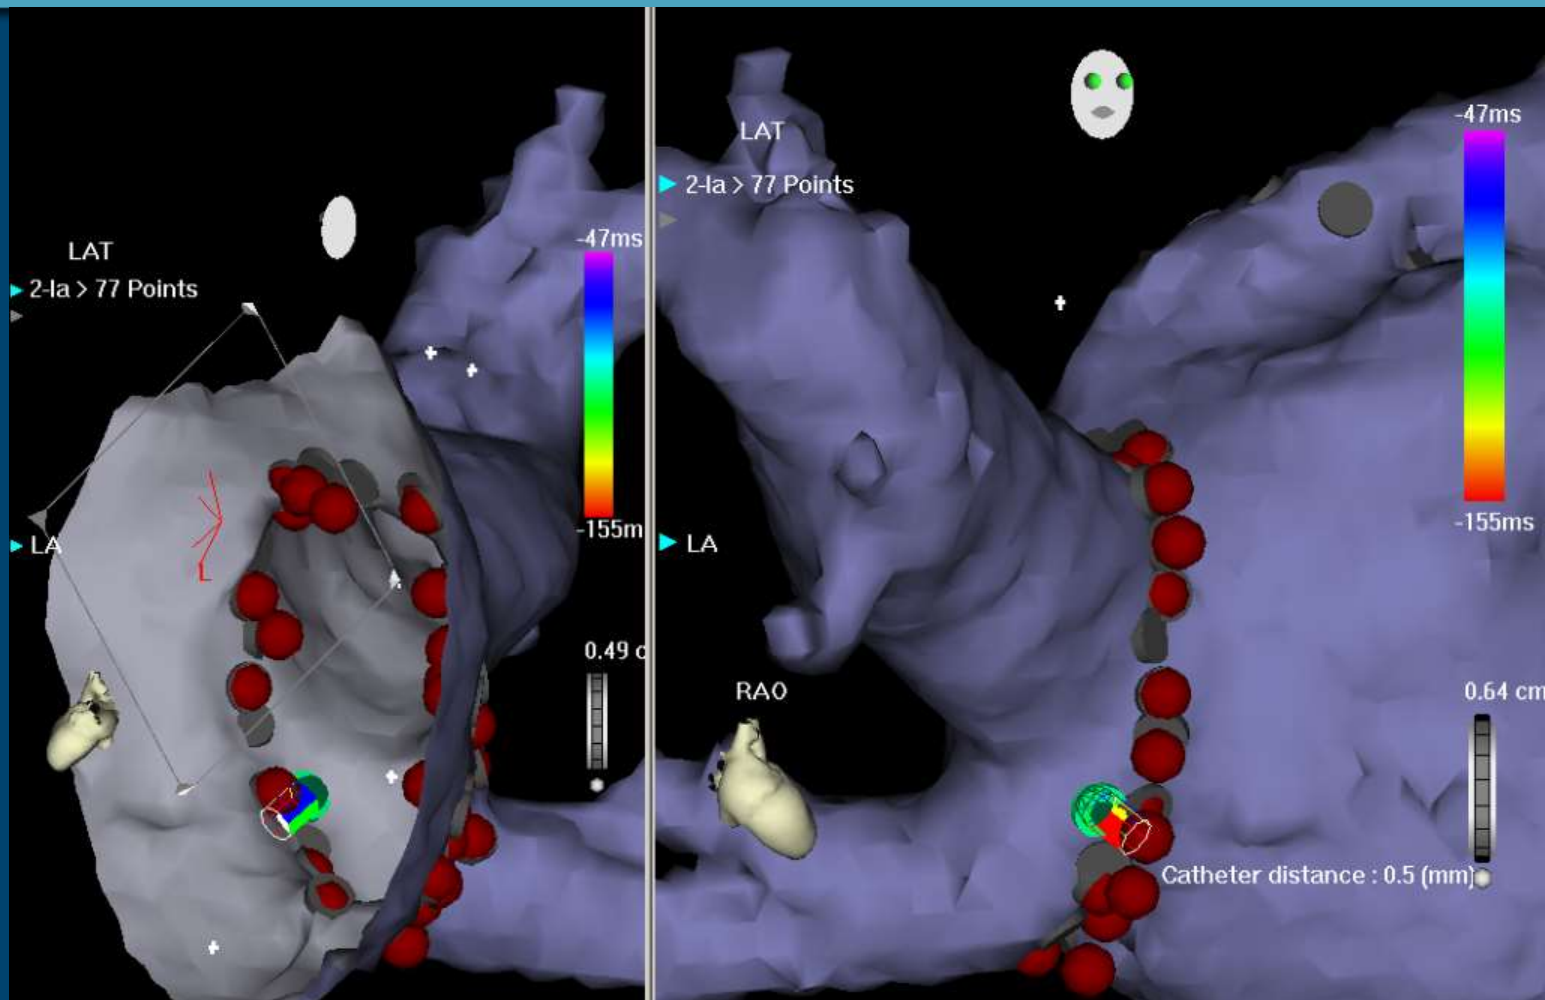 LAT
2-la > 77 Points
-47ms
-155m
LA
0.49 c
LAT
2-la > 77 Points
-47ms
-155ms
LA
RAO
0.64 cm
Catheter distance : 0.5 (mm)